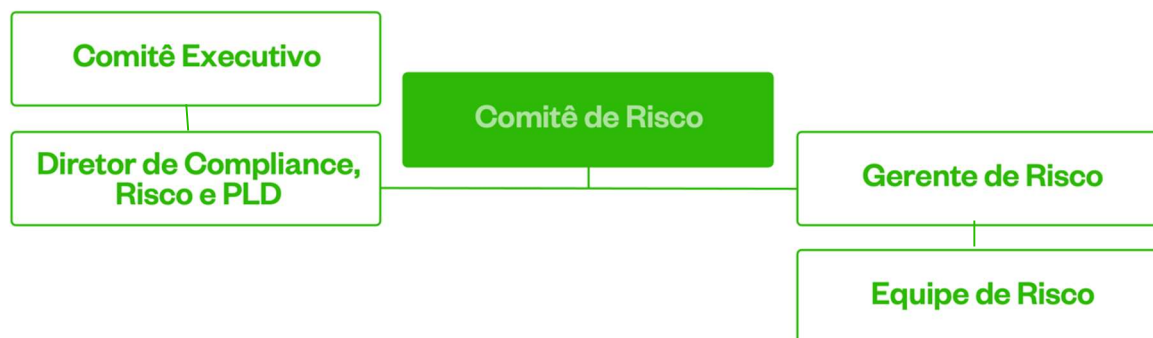 Comitê Executivo
Comitê de Risco
Diretor de Compliance,
Risco e PLD
Gerente de Risco
Equipe de Risco